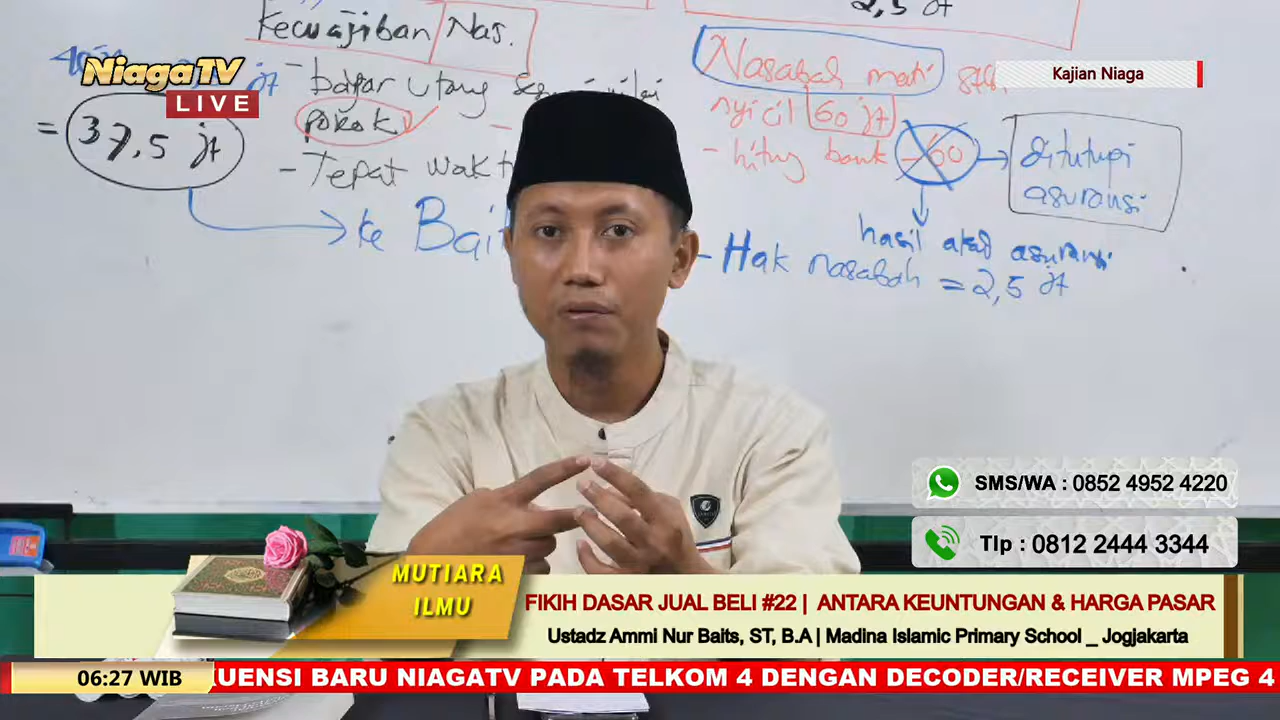 2,5 jt
Kewajiban Nas.
NiagaTV
LIVE
Kajian Niaga
- bayar utang
pokok
- Tepat
= 37,5 jt
ke
Nasabah mati
nyicil 60 jt
- hitung bank
60
ditutupi
asuransi
hasil akad asuransi
- Hak nasabah = 2,5 jt
SMS/WA : 0852 4952 4220
Tlp : 0812 2444 3344
MUTIARA
ILMU
FIKIH DASAR JUAL BELI #22 | ANTARA KEUNTUNGAN & HARGA PASAR
Ustadz Ammi Nur Baits, ST, B.A | Madina Islamic Primary School _ Jogjakarta
06:27 WIB
UENSI BARU NIAGATV PADA TELKOM 4 DENGAN DECODER/RECEIVER MPEG 4